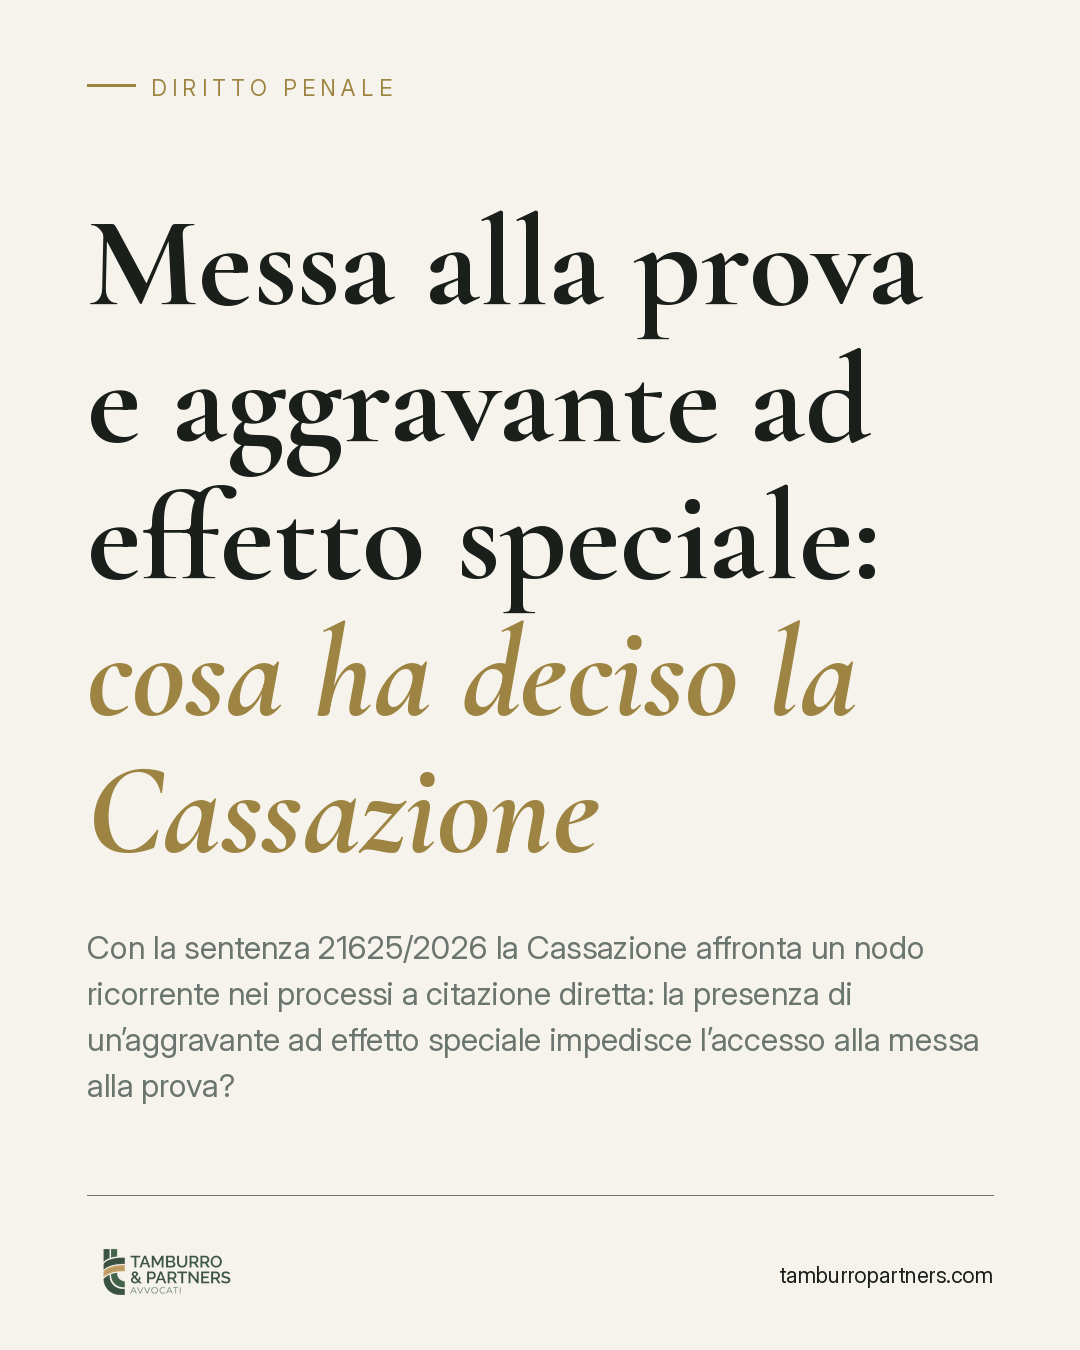 DIRITTO PENALE
Messa alla prova
e aggravante ad
effetto speciale:
cosa ha deciso la
Cassazione
Con la sentenza 21625/2026 la Cassazione affronta un nodo
ricorrente nei processi a citazione diretta: la presenza di
un’aggravante ad effetto speciale impedisce l’accesso alla messa
alla prova?
TAMBURRO
& PARTNERS
AVVOCATI
tamburropartners.com